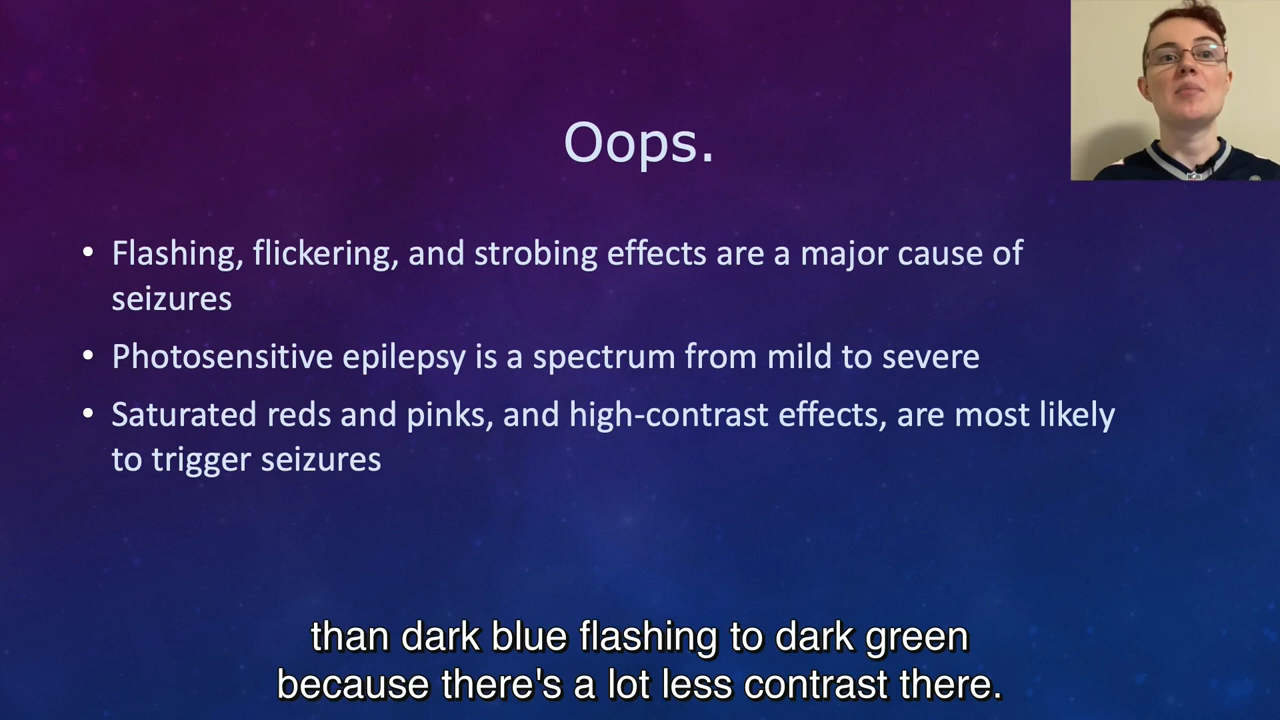 Oops.
• Flashing, flickering, and strobing effects are a major cause of
seizures
• Photosensitive epilepsy is a spectrum from mild to severe
• Saturated reds and pinks, and high-contrast effects, are most likely
to trigger seizures
than dark blue flashing to dark green
because there's a lot less contrast there.